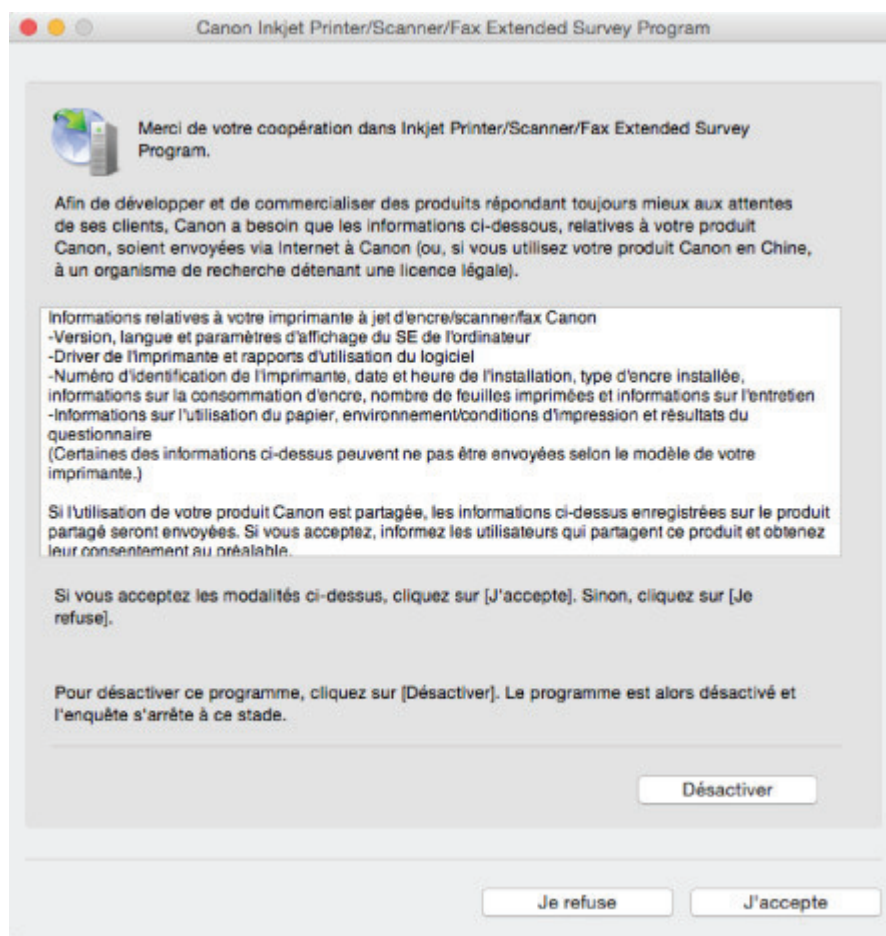 Canon Inkjet Printer/Scanner/Fax Extended Survey Program
Merci de votre coopération dans Inkjet Printer/Scanner/Fax Extended Survey
Program.
Afin de développer et de commercialiser des produits répondant toujours mieux aux attentes
de ses clients, Canon a besoin que les informations ci-dessous, relatives à votre produit
Canon, soient envoyées via Internet à Canon (ou, si vous utilisez votre produit Canon en Chine,
à un organisme de recherche détenant une licence légale).
Informations relatives à votre imprimante à jet d'encre/scanner/fax Canon
-Version, langue et paramètres d'affichage du SE de l'ordinateur
-Driver de l'imprimante et rapports d'utilisation du logiciel
-Numéro d'identification de l'imprimante, date et heure de l'installation, type d'encre installée,
informations sur la consommation d'encre, nombre de feuilles imprimées et informations sur l'entretien
-Informations sur l'utilisation du papier, environnement/conditions d'impression et résultats du
questionnaire
(Certaines des informations ci-dessus peuvent ne pas être envoyées selon le modèle de votre
imprimante.)
Si l'utilisation de votre produit Canon est partagée, les informations ci-dessus enregistrées sur le produit
partagé seront envoyées. Si vous acceptez, informez les utilisateurs qui partagent ce produit et obtenez
leur consentement au préalable.
Si vous acceptez les modalités ci-dessus, cliquez sur [J'accepte]. Sinon, cliquez sur [Je
refuse].
Pour désactiver ce programme, cliquez sur [Désactiver]. Le programme est alors désactivé et
l'enquête s'arrête à ce stade.
Désactiver
Je refuse
J'accepte